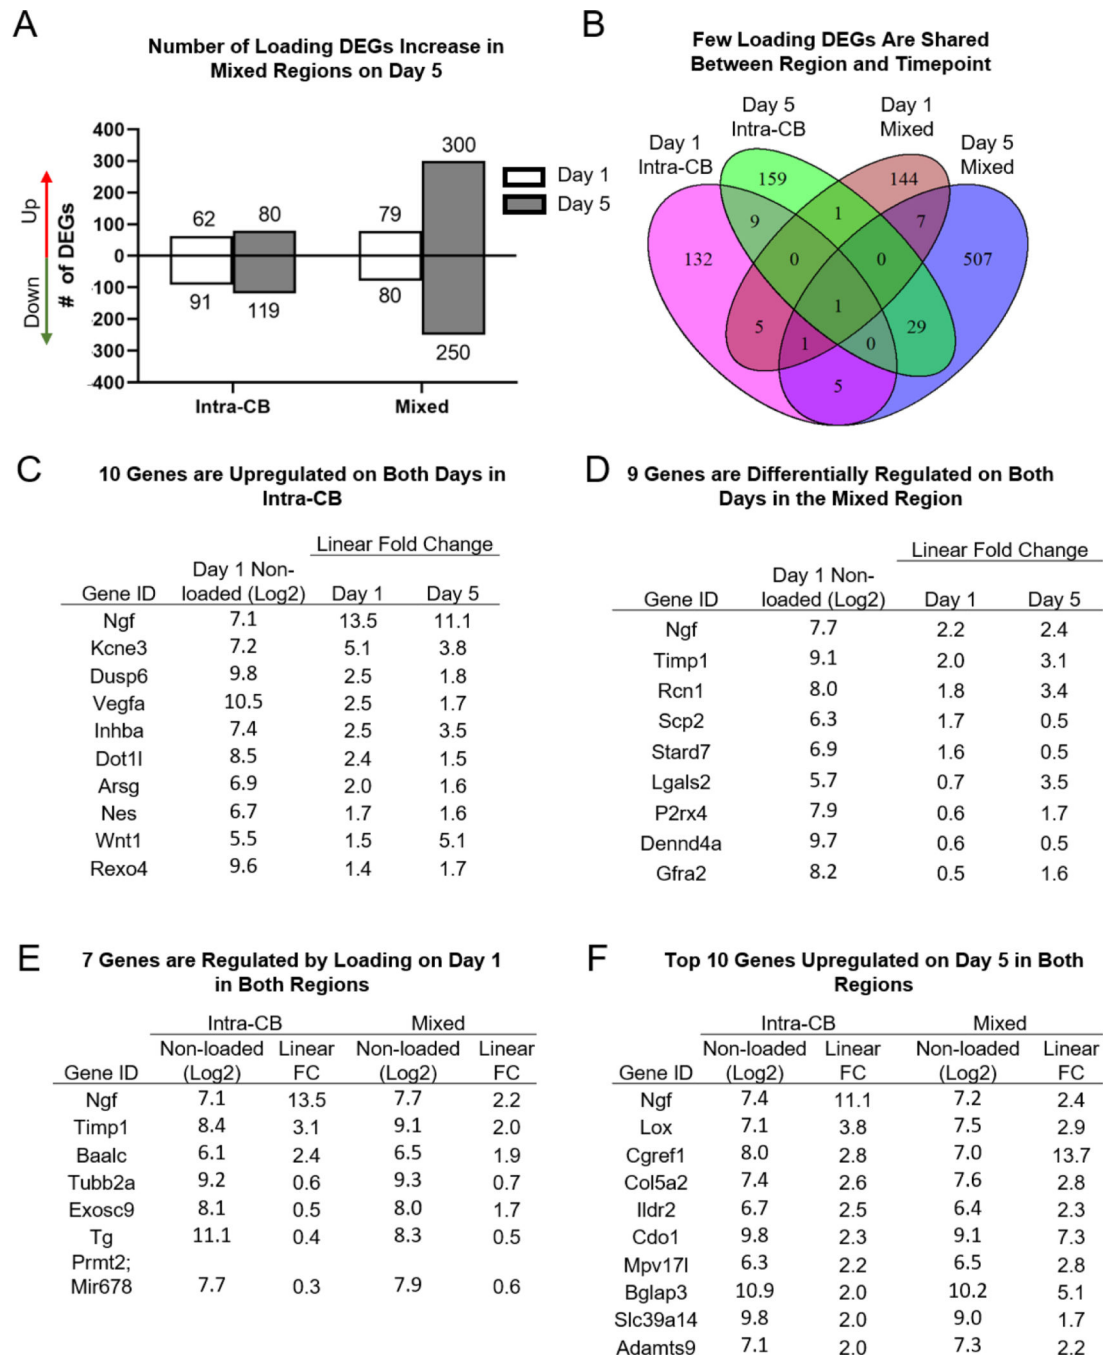 A
Number of Loading DEGs Increase in
Mixed Regions on Day 5
Up
Down
# of DEGs
400
300
200
100
0
-100
200
300
-400
62
80
91
119
79
300
80
250
Intra-CB
Mixed
Day 1
Day 5
B
Few Loading DEGs Are Shared
Between Region and Timepoint
Day 1
Intra-CB
Day 5
Intra-CB
Day 1
Mixed
Day 5
Mixed
159
144
9
1
7
132
0
0
507
1
5
29
1
0
5
C
10 Genes are Upregulated on Both Days in
Intra-CB
Linear Fold Change
Gene ID Day 1 Non-
loaded (Log2) Day 1 Day 5
Ngf 7.1 13.5 11.1
Kcne3 7.2 5.1 3.8
Dusp6 9.8 2.5 1.8
Vegfa 10.5 2.5 1.7
Inhba 7.4 2.5 3.5
Dot1l 8.5 2.4 1.5
Arsg 6.9 2.0 1.6
Nes 6.7 1.7 1.6
Wnt1 5.5 1.5 5.1
Rexo4 9.6 1.4 1.7
D
9 Genes are Differentially Regulated on Both
Days in the Mixed Region
Linear Fold Change
Gene ID Day 1 Non-
loaded (Log2) Day 1 Day 5
Ngf 7.7 2.2 2.4
Timp1 9.1 2.0 3.1
Rcn1 8.0 1.8 3.4
Scp2 6.3 1.7 0.5
Stard7 6.9 1.6 0.5
Lgals2 5.7 0.7 3.5
P2rx4 7.9 0.6 1.7
Dennd4a 9.7 0.6 0.5
Gfra2 8.2 0.5 1.6
E
7 Genes are Regulated by Loading on Day 1
in Both Regions
Intra-CB Mixed
Non-loaded Linear Non-loaded Linear
Gene ID (Log2) FC (Log2) FC
Ngf 7.1 13.5 7.7 2.2
Timp1 8.4 3.1 9.1 2.0
Baalc 6.1 2.4 6.5 1.9
Tubb2a 9.2 0.6 9.3 0.7
Exosc9 8.1 0.5 8.0 1.7
Tg 11.1 0.4 8.3 0.5
Prmt2;
Mir678 7.7 0.3 7.9 0.6
F
Top 10 Genes Upregulated on Day 5 in Both
Regions
Intra-CB Mixed
Non-loaded Linear Non-loaded Linear
Gene ID (Log2) FC (Log2) FC
Ngf 7.4 11.1 7.2 2.4
Lox 7.1 3.8 7.5 2.9
Cgref1 8.0 2.8 7.0 13.7
Col5a2 7.4 2.6 7.6 2.8
Ildr2 6.7 2.5 6.4 2.3
Cdo1 9.8 2.3 9.1 7.3
Mpv17l 6.3 2.2 6.5 2.8
Bglap3 10.9 2.0 10.2 5.1
Slc39a14 9.8 2.0 9.0 1.7
Adamts9 7.1 2.0 7.3 2.2